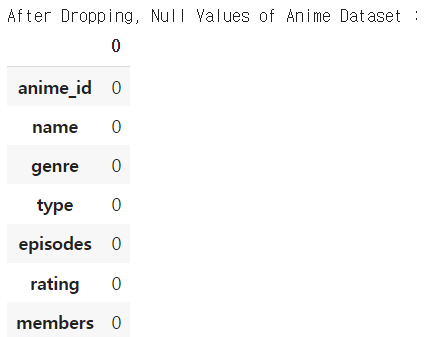 After Dropping, Null Values of Anime Dataset :
0
anime_id 0
name 0
genre 0
type 0
episodes 0
rating 0
members 0